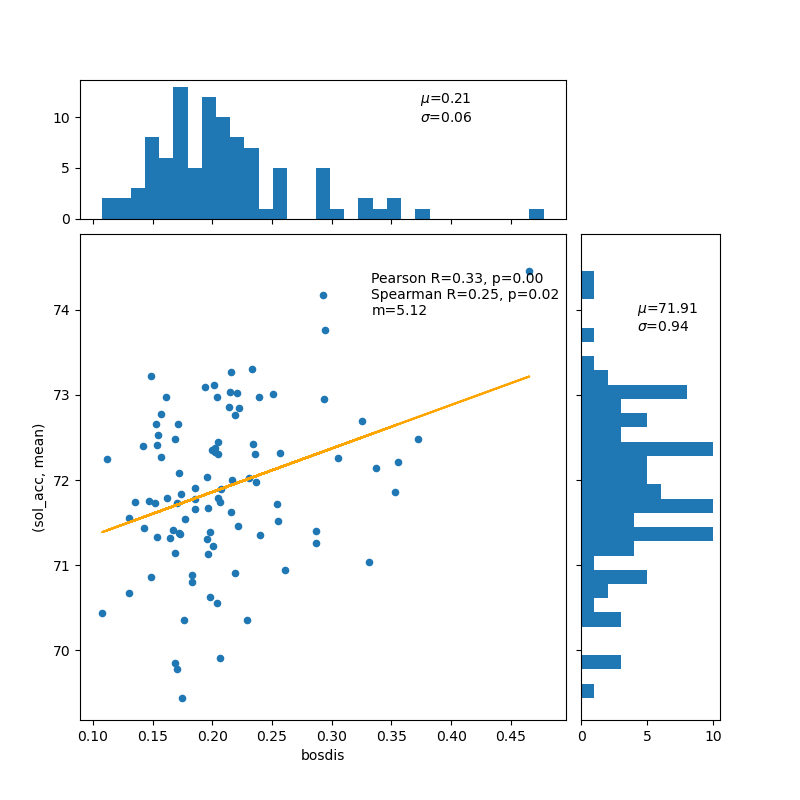 10
5
0
μ=0.21
σ=0.06
Pearson R=0.33, p=0.00
Spearman R=0.25, p=0.02
m=5.12
74
73
72
71
70
(sol_acc, mean)
0.10 0.15 0.20 0.25 0.30 0.35 0.40 0.45
bosdis
μ=71.91
σ=0.94
0 5 10